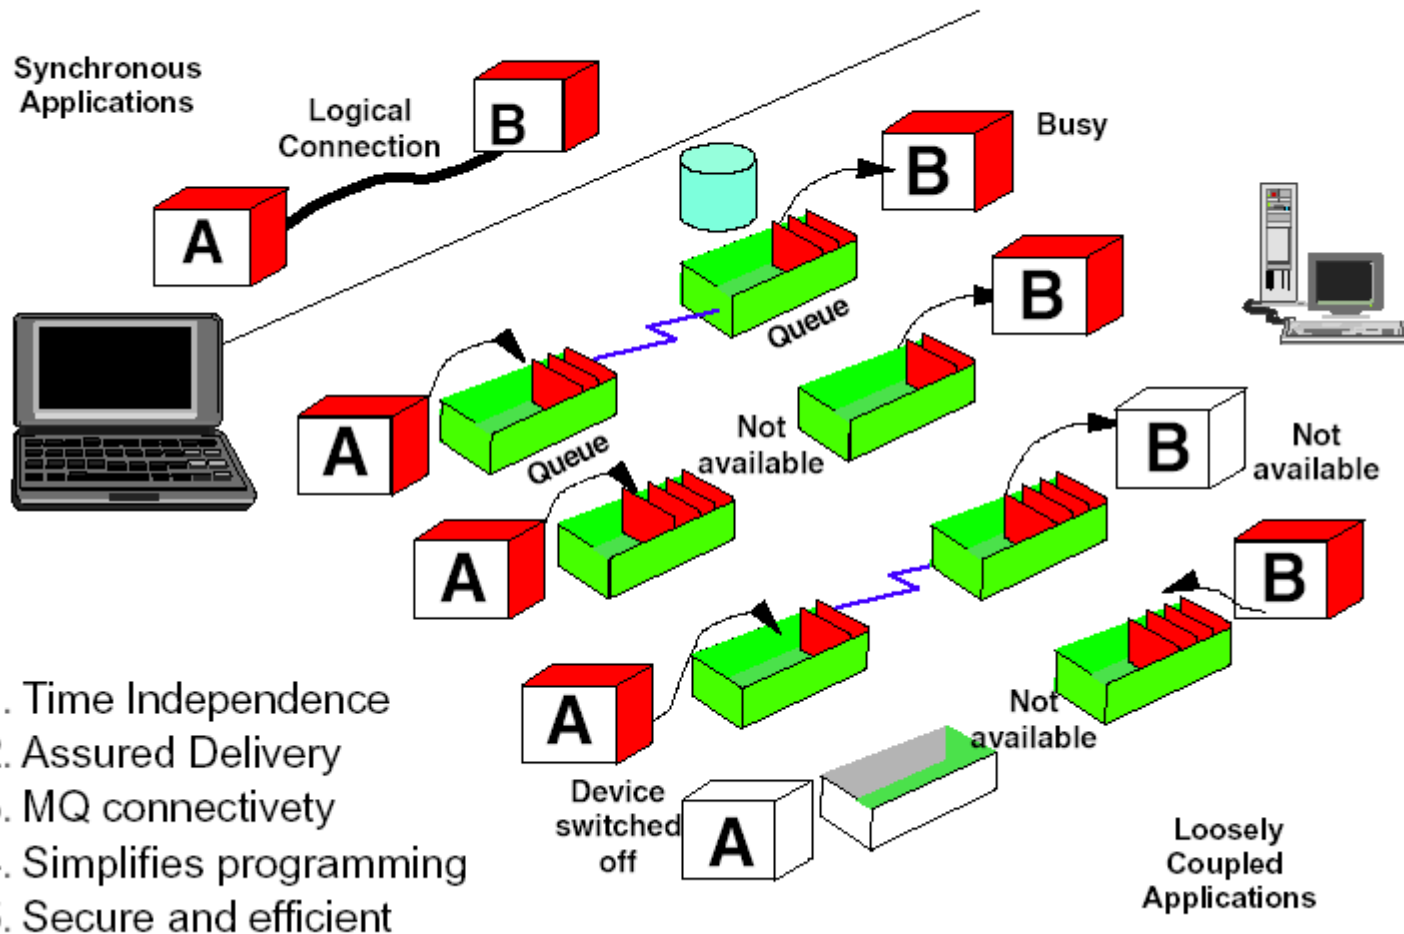 Synchronous
Applications
Logical
Connection
B
A
B
Busy
B
Queue
A
Queue
Not
available
B
Not
available
A
B
A
Not
available
Device
switched
off
A
Loosely
Coupled
Applications
. Time Independence
. Assured Delivery
. MQ connectivety
. Simplifies programming
. Secure and efficient